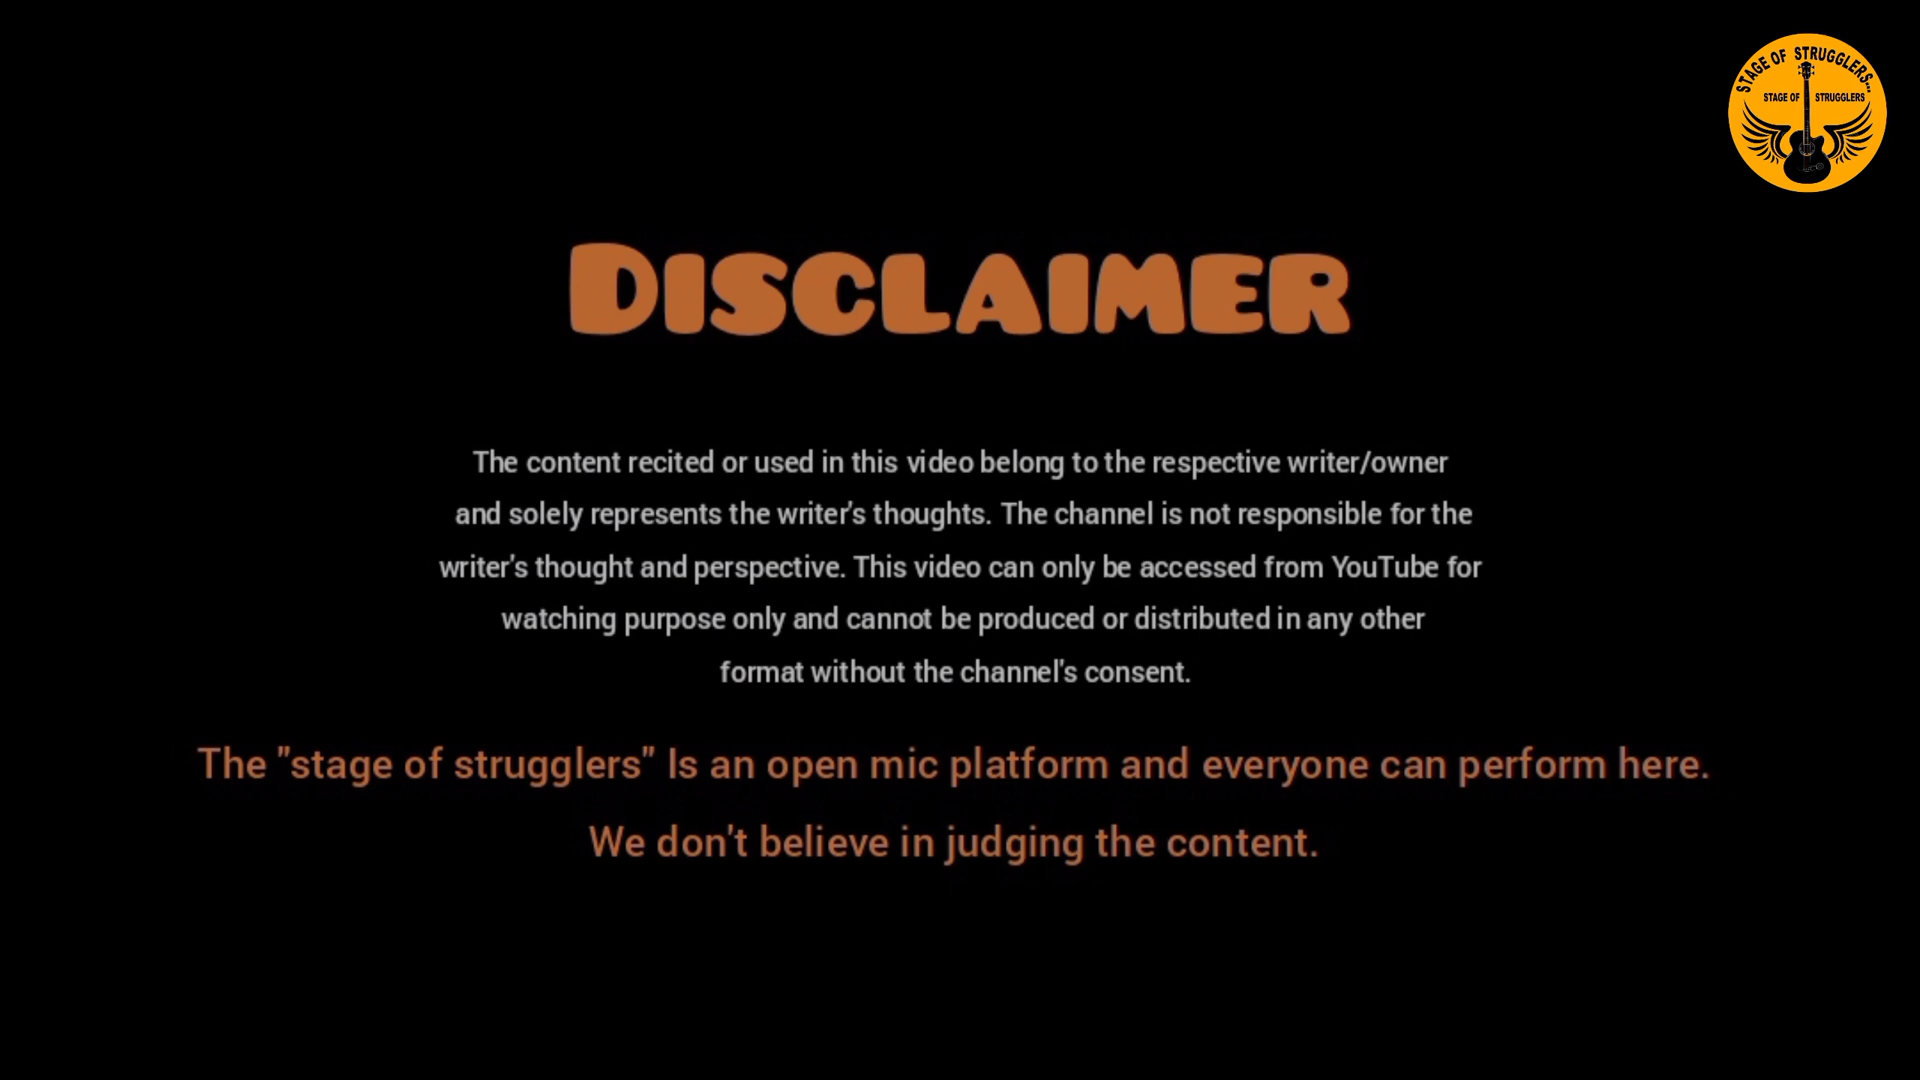 STAGE OF STRUGGLERS...
STAGE OF STRUGGLERS
DISCLAIMER
The content recited or used in this video belong to the respective writer/owner
and solely represents the writer's thoughts. The channel is not responsible for the
writer's thought and perspective. This video can only be accessed from YouTube for
watching purpose only and cannot be produced or distributed in any other
format without the channel's consent.
The "stage of strugglers" Is an open mic platform and everyone can perform here.
We don't believe in judging the content.